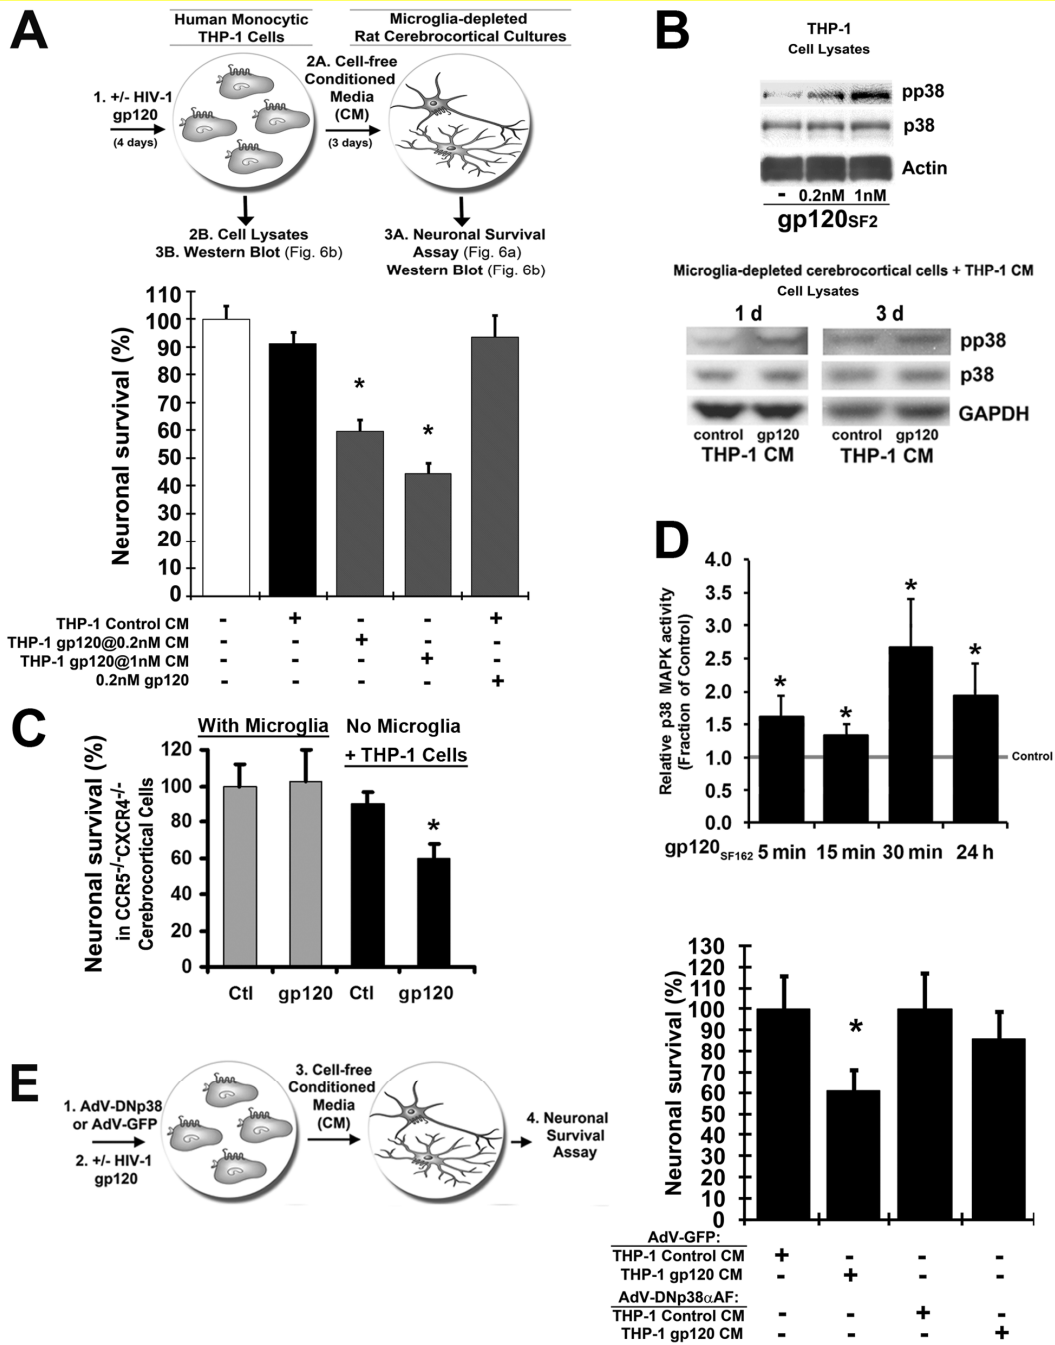 A
Human Monocytic
THP-1 Cells
Microglia-depleted
Rat Cerebrocortical Cultures
1. +/- HIV-1
gp120
(4 days)
2A. Cell-free
Conditioned
Media
(CM)
(3 days)
2B. Cell Lysates
3B. Western Blot (Fig. 6b)
3A. Neuronal Survival
Assay (Fig. 6a)
Western Blot (Fig. 6b)
Neuronal survival (%)
110
100
90
80
70
60
50
40
30
20
10
0
*
*
THP-1 Control CM - + - - +
THP-1 gp120@0.2nM CM - - + - -
THP-1 gp120@1nM CM - - - + -
0.2nM gp120 - - - - +
B
THP-1
Cell Lysates
pp38
p38
Actin
- 0.2nM 1nM
gp120SF2
Microglia-depleted cerebrocortical cells + THP-1 CM
Cell Lysates
1 d 3 d
pp38
p38
GAPDH
control gp120 control gp120
THP-1 CM THP-1 CM
C
With Microglia
No Microglia
+ THP-1 Cells
Neuronal survival (%)
in CCR5-/-CXCR4-/-
Cerebrocortical Cells
120
100
80
60
40
20
0
*
Ctl gp120 Ctl gp120
D
Relative p38 MAPK activity
(Fraction of Control)
4.0
3.5
3.0
2.5
2.0
1.5
1.0
0.5
0.0
* * * *
Control
gp120SF162 5 min 15 min 30 min 24 h
E
1. AdV-DNp38
or AdV-GFP
2. +/- HIV-1
gp120
3. Cell-free
Conditioned
Media
(CM)
4. Neuronal
Survival
Assay
Neuronal survival (%)
130
120
110
100
90
80
70
60
50
40
30
20
10
0
*
AdV-GFP:
THP-1 Control CM + - - -
THP-1 gp120 CM - + - -
AdV-DNp38αAF:
THP-1 Control CM - - + -
THP-1 gp120 CM - - - +